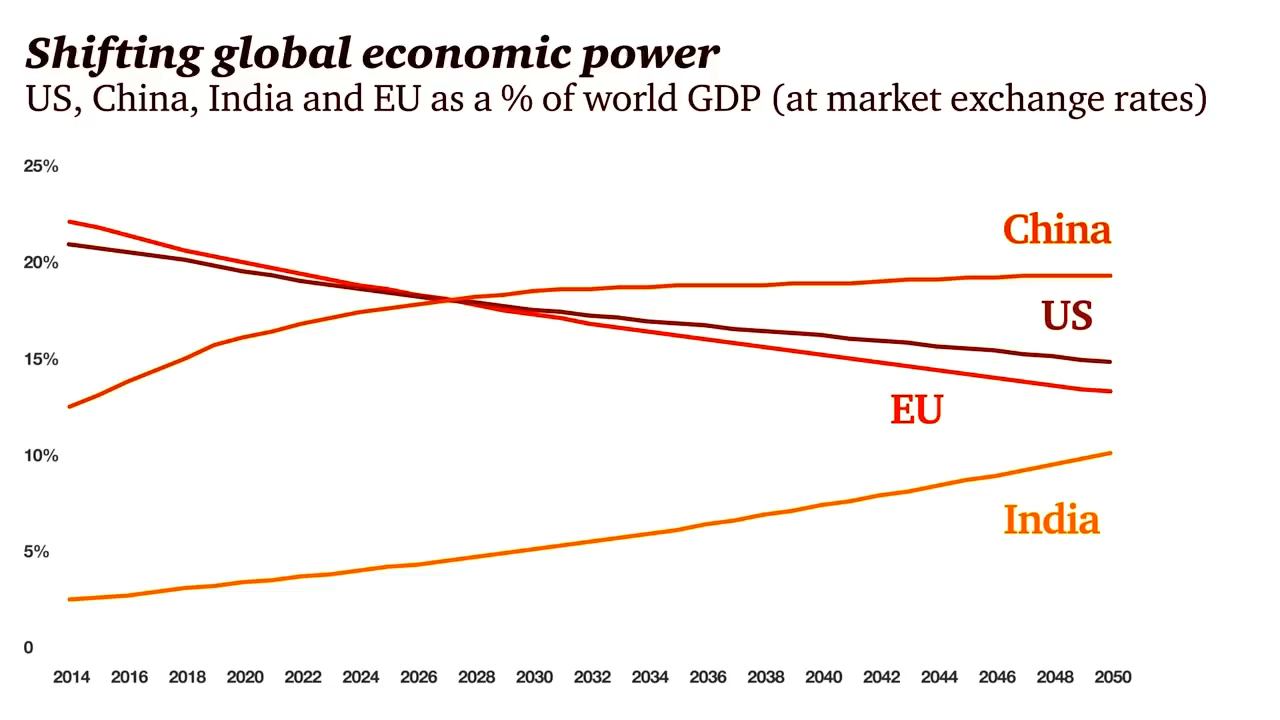 Shifting global economic power
US, China, India and EU as a % of world GDP (at market exchange rates)
25%
China
20%
US
15%
EU
10%
India
5%
0
2014 2016 2018 2020 2022 2024 2026 2028 2030 2032 2034 2036 2038 2040 2042 2044 2046 2048 2050